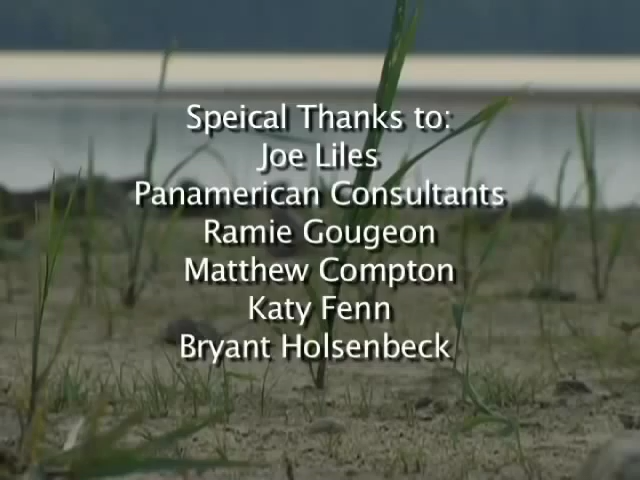 Speical Thanks to:
Joe Liles
Panamerican Consultants
Ramie Gougeon
Matthew Compton
Katy Fenn
Bryant Holsenbeck